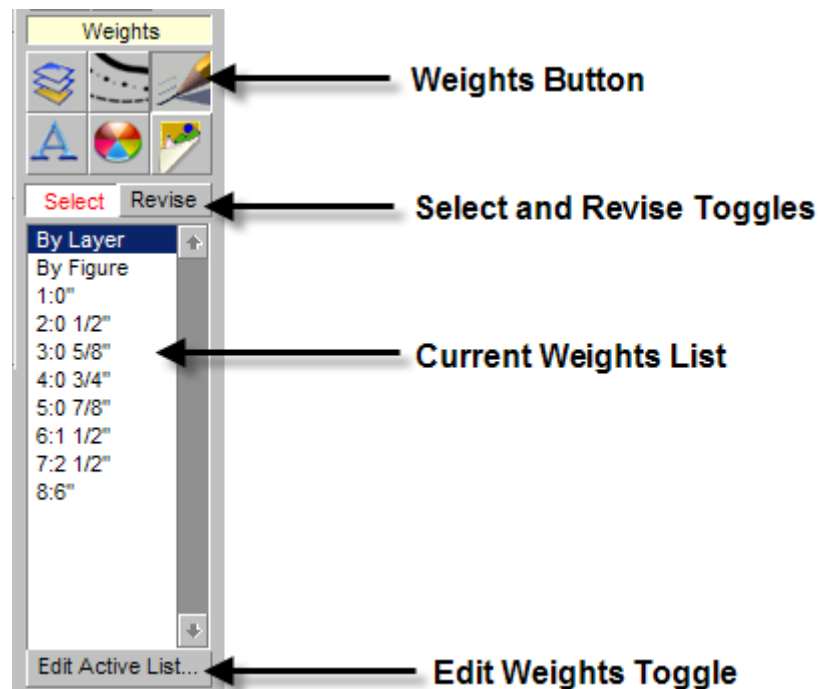 Weights
Weights Button
A
Select Revise
Select and Revise Toggles
By Layer
By Figure
1:0"
2:0 1/2"
3:0 5/8"
Current Weights List
4:0 3/4"
5:0 7/8"
6:1 1/2"
7:2 1/2"
8:6"
Edit Active List...
Edit Weights Toggle